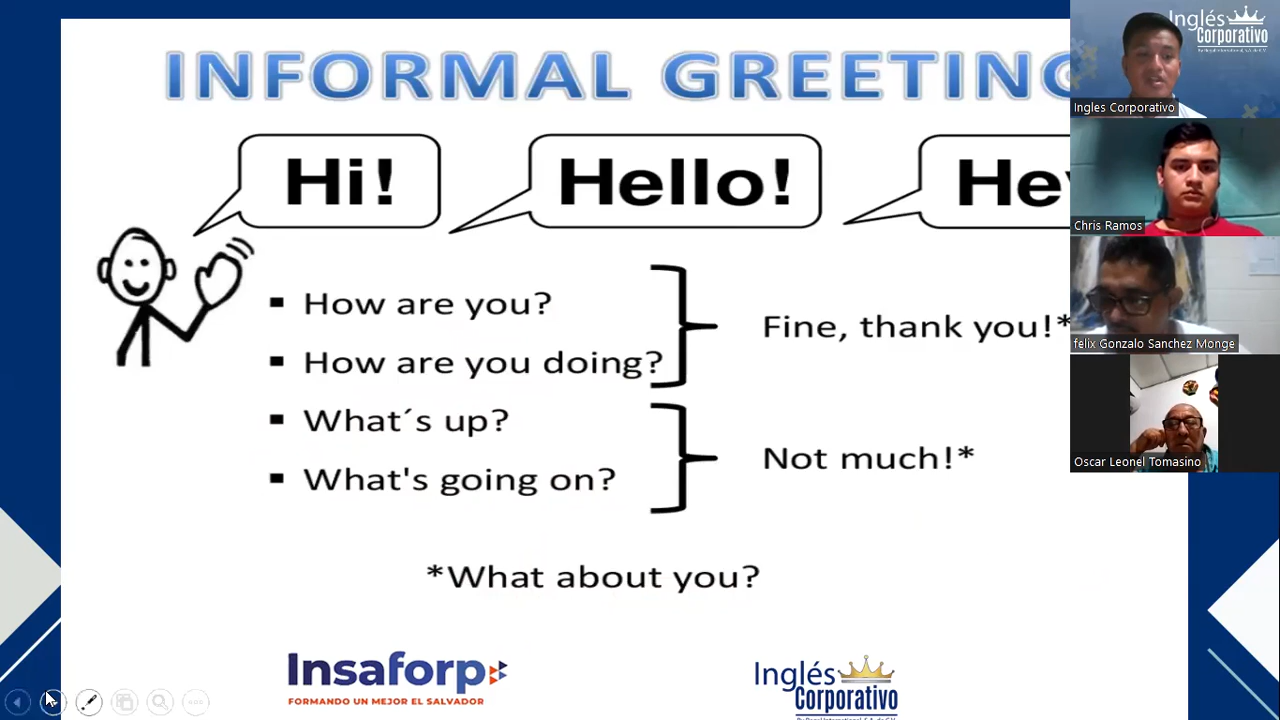 INFORMAL GREETING
Hi!
Hello!
He
How are you?
How are you doing?
What´s up?
What's going on?
Fine, thank you!*
Not much!*
*What about you?
Insaforp
FORMANDO UN MEJOR EL SALVADOR
Inglés
Corporativo
Inglés
Corporativo
Ingles Corporativo
Chris Ramos
felix Gonzalo Sanchez Monge
Oscar Leonel Tomasino